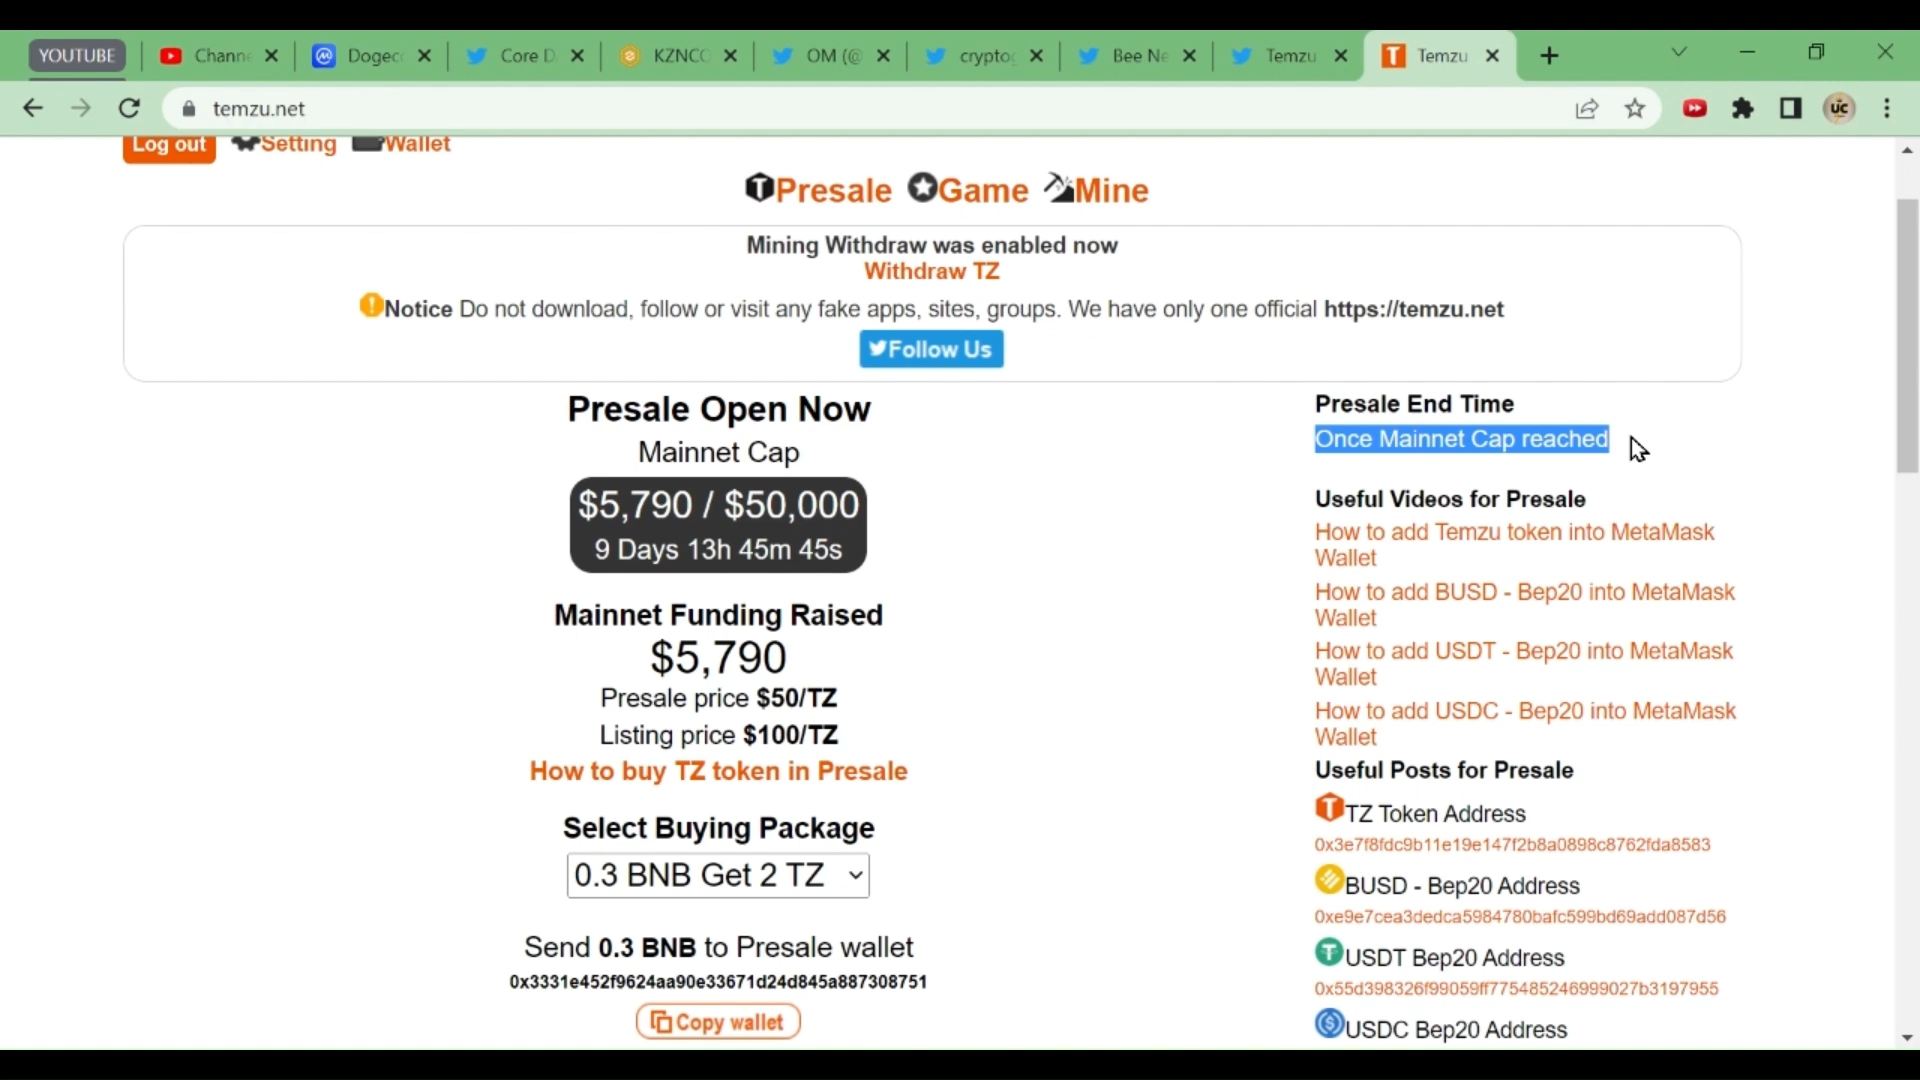 YOUTUBE
Channe
Dogeco
Core D
KZNCO
OM (@
crypto
Bee Ne
Temzu
Temzu
temzu.net
UC
Log out
Setting
Wallet
Presale
Game
Mine
Mining Withdraw was enabled now
Withdraw TZ
Notice Do not download, follow or visit any fake apps, sites, groups. We have only one official https://temzu.net
Follow Us
Presale Open Now
Mainnet Cap
$5,790 / $50,000
9 Days 13h 45m 45s
Mainnet Funding Raised
$5,790
Presale price $50/TZ
Listing price $100/TZ
How to buy TZ token in Presale
Select Buying Package
0.3 BNB Get 2 TZ
Send 0.3 BNB to Presale wallet
0x3331e452f9624aa90e33671d24d845a887308751
Copy wallet
Presale End Time
Once Mainnet Cap reached
Useful Videos for Presale
How to add Temzu token into MetaMask
Wallet
How to add BUSD - Bep20 into MetaMask
Wallet
How to add USDT - Bep20 into MetaMask
Wallet
How to add USDC - Bep20 into MetaMask
Wallet
Useful Posts for Presale
TZ Token Address
0x3e7f8fdc9b11e19e147f2b8a0898c8762fda8583
BUSD - Bep20 Address
0xe9e7cea3dedca5984780bafc599bd69add087d56
USDT Bep20 Address
0x55d398326f99059ff775485246999027b3197955
USDC Bep20 Address